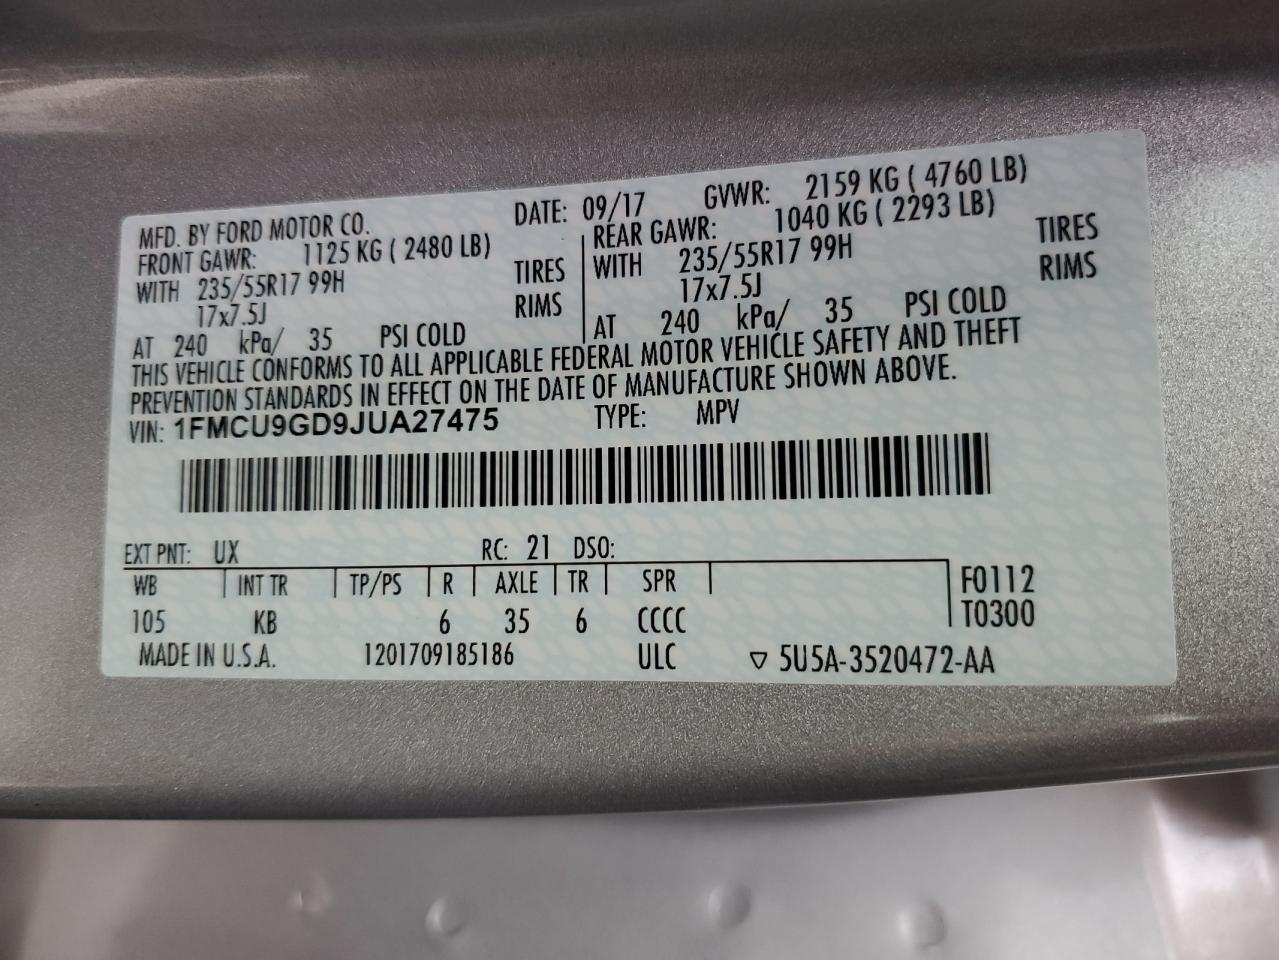 MFD. BY FORD MOTOR CO. DATE: 09/17 GVWR: 2159 KG ( 4760 LB)
FRONT GAWR: 1125 KG ( 2480 LB) REAR GAWR: 1040 KG ( 2293 LB)
WITH 235/55R17 99H TIRES WITH 235/55R17 99H TIRES
17x7.5J RIMS 17x7.5J RIMS
AT 240 kPa/ 35 PSI COLD AT 240 kPa/ 35 PSI COLD
THIS VEHICLE CONFORMS TO ALL APPLICABLE FEDERAL MOTOR VEHICLE SAFETY AND THEFT
PREVENTION STANDARDS IN EFFECT ON THE DATE OF MANUFACTURE SHOWN ABOVE.
VIN: 1FMCU9GD9JUA27475 TYPE: MPV
EXT PNT: UX RC: 21 DSO:
WB INT TR TP/PS R AXLE TR SPR F0112
105 KB 6 35 6 CCCC T0300
MADE IN U.S.A. 1201709185186 ULC ▽ 5U5A-3520472-AA